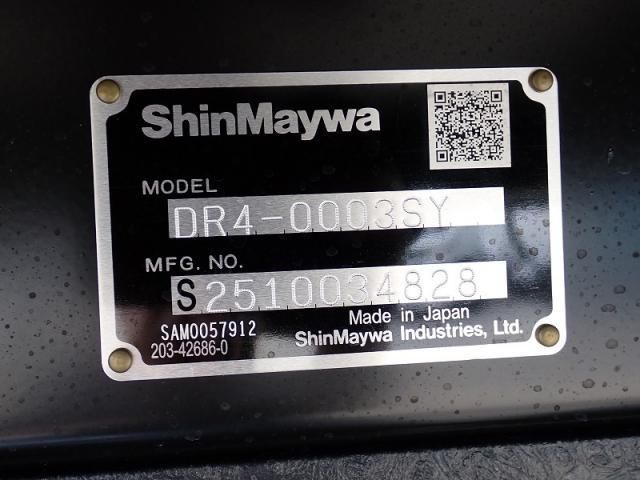 ShinMaywa
MODEL
DR4-0003SY
MFG. NO.
S2510034828
SAM0057912
203-42686-0
Made in Japan
ShinMaywa Industries, Ltd.